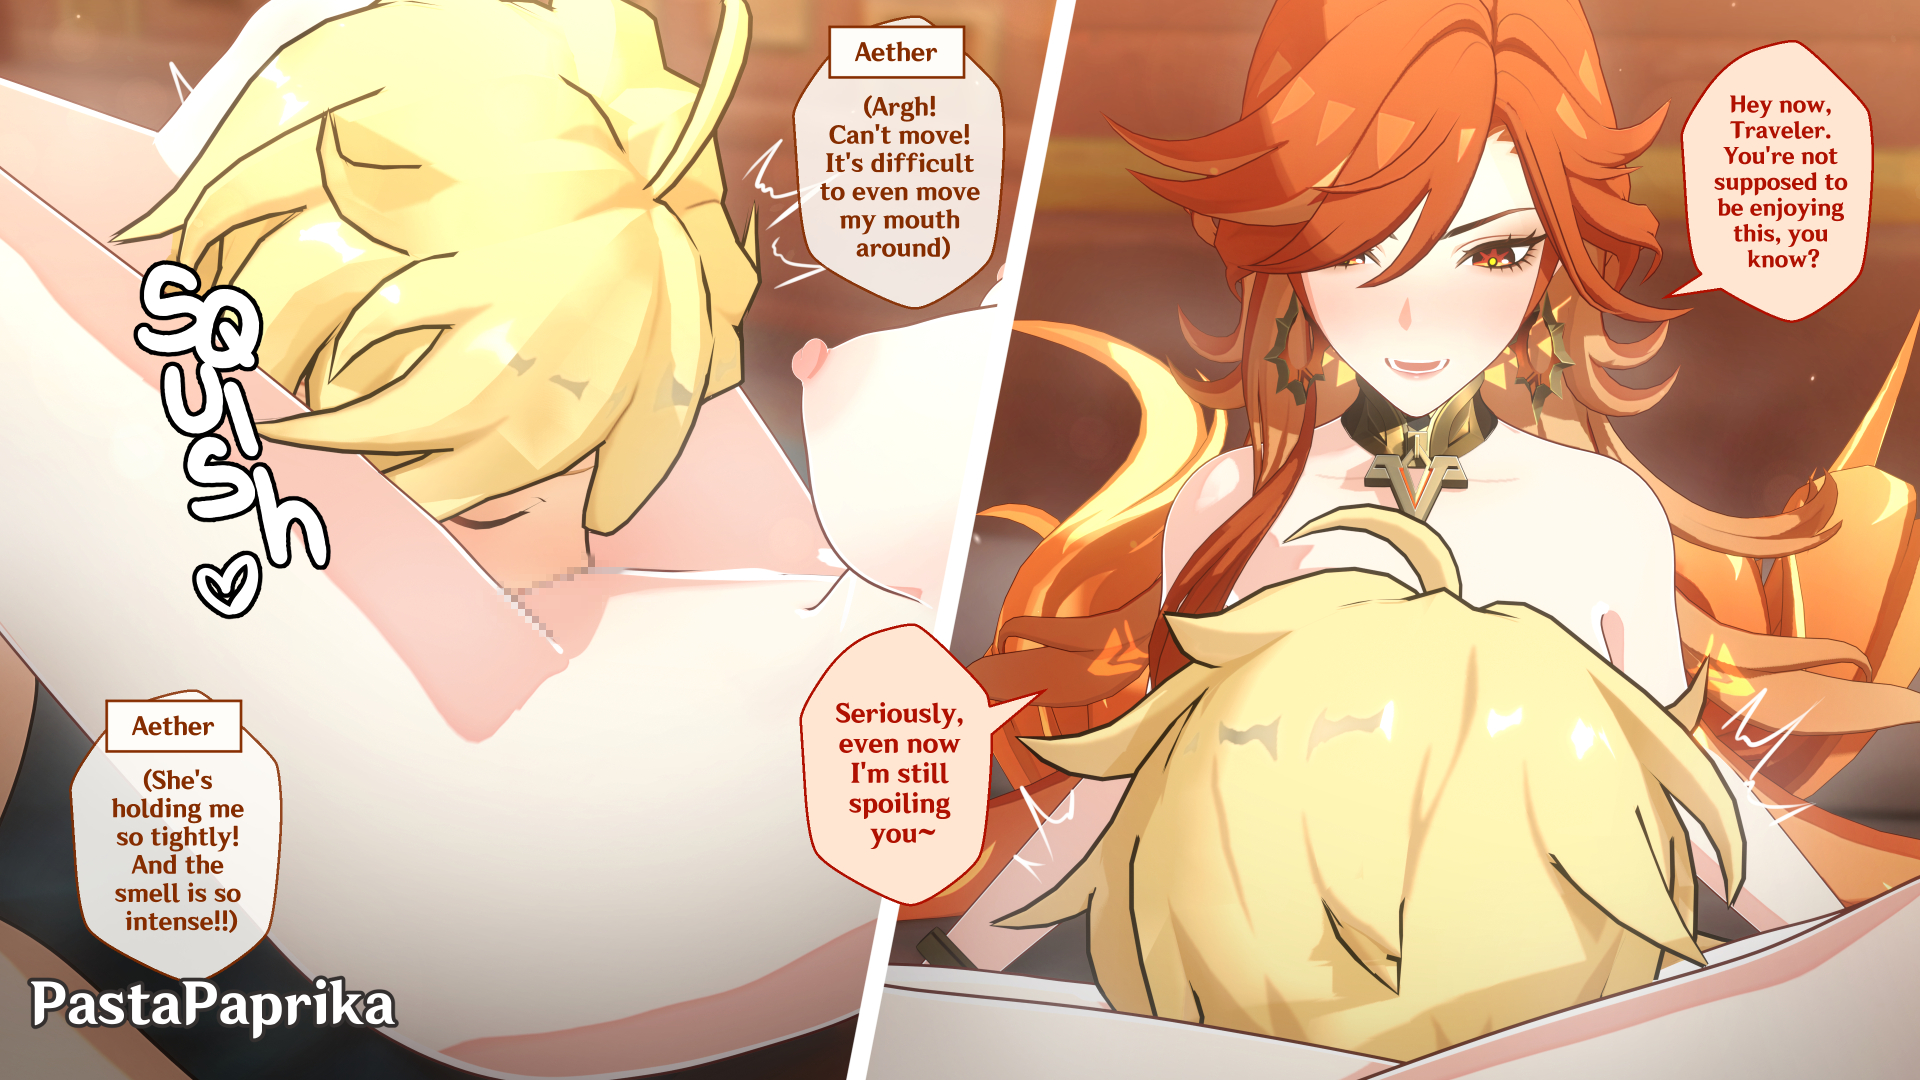 Aether
(Argh!
Can't move!
It's difficult
to even move
my mouth
around)
SQUISH
Aether
(She's
holding me
so tightly!
And the
smell is so
intense!!)
PastaPaprika
Hey now,
Traveler.
You're not
supposed to
be enjoying
this, you
know?
Seriously,
even now
I'm still
spoiling
you~